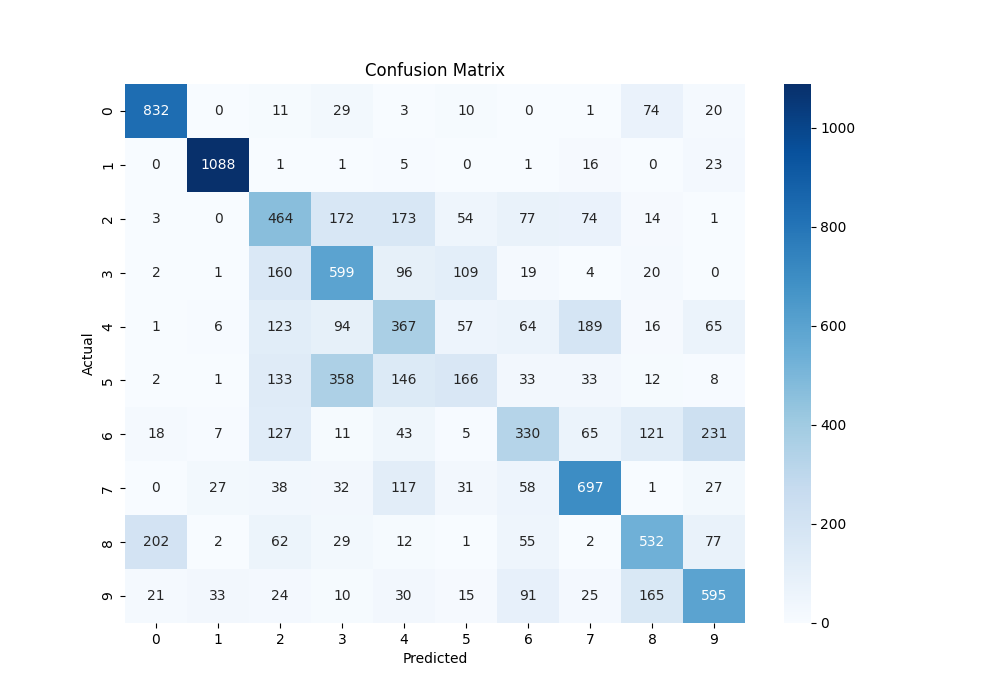 Confusion Matrix
0 832 0 11 29 3 10 0 1 74 20
1 0 1088 1 1 5 0 1 16 0 23
2 3 0 464 172 173 54 77 74 14 1
3 2 1 160 599 96 109 19 4 20 0
4 1 6 123 94 367 57 64 189 16 65
5 2 1 133 358 146 166 33 33 12 8
6 18 7 127 11 43 5 330 65 121 231
7 0 27 38 32 117 31 58 697 1 27
8 202 2 62 29 12 1 55 2 532 77
9 21 33 24 10 30 15 91 25 165 595
0 1 2 3 4 5 6 7 8 9
Predicted
Actual
1000
800
600
400
200
0